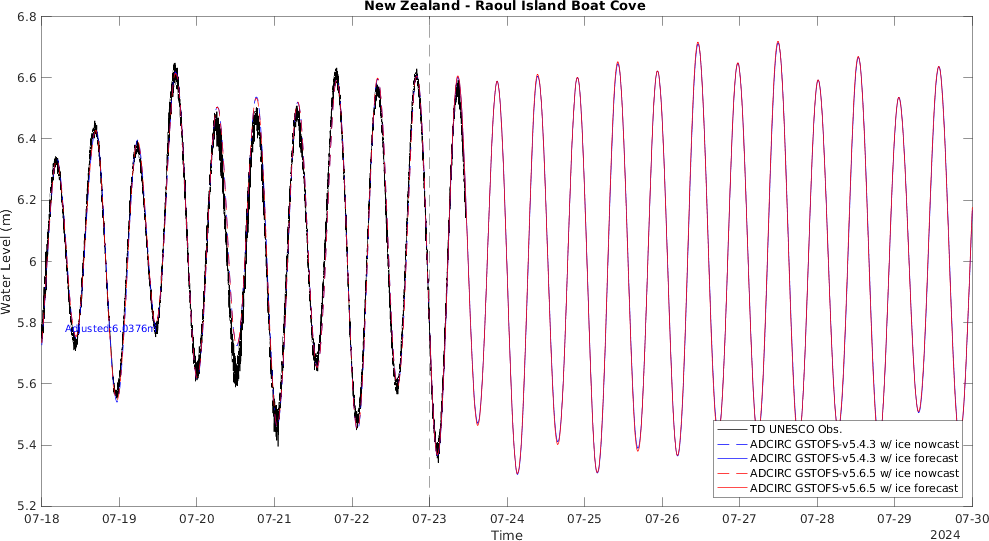 New Zealand - Raoul Island Boat Cove
Water Level (m)
6.8
6.6
6.4
6.2
6
5.8
5.6
5.4
5.2
Adjusted:6.0376m
TD UNESCO Obs.
ADCIRC GSTOFS-v5.4.3 w/ ice nowcast
ADCIRC GSTOFS-v5.4.3 w/ ice forecast
ADCIRC GSTOFS-v5.6.5 w/ ice nowcast
ADCIRC GSTOFS-v5.6.5 w/ ice forecast
07-18 07-19 07-20 07-21 07-22 07-23 07-24 07-25 07-26 07-27 07-28 07-29 07-30
Time
2024